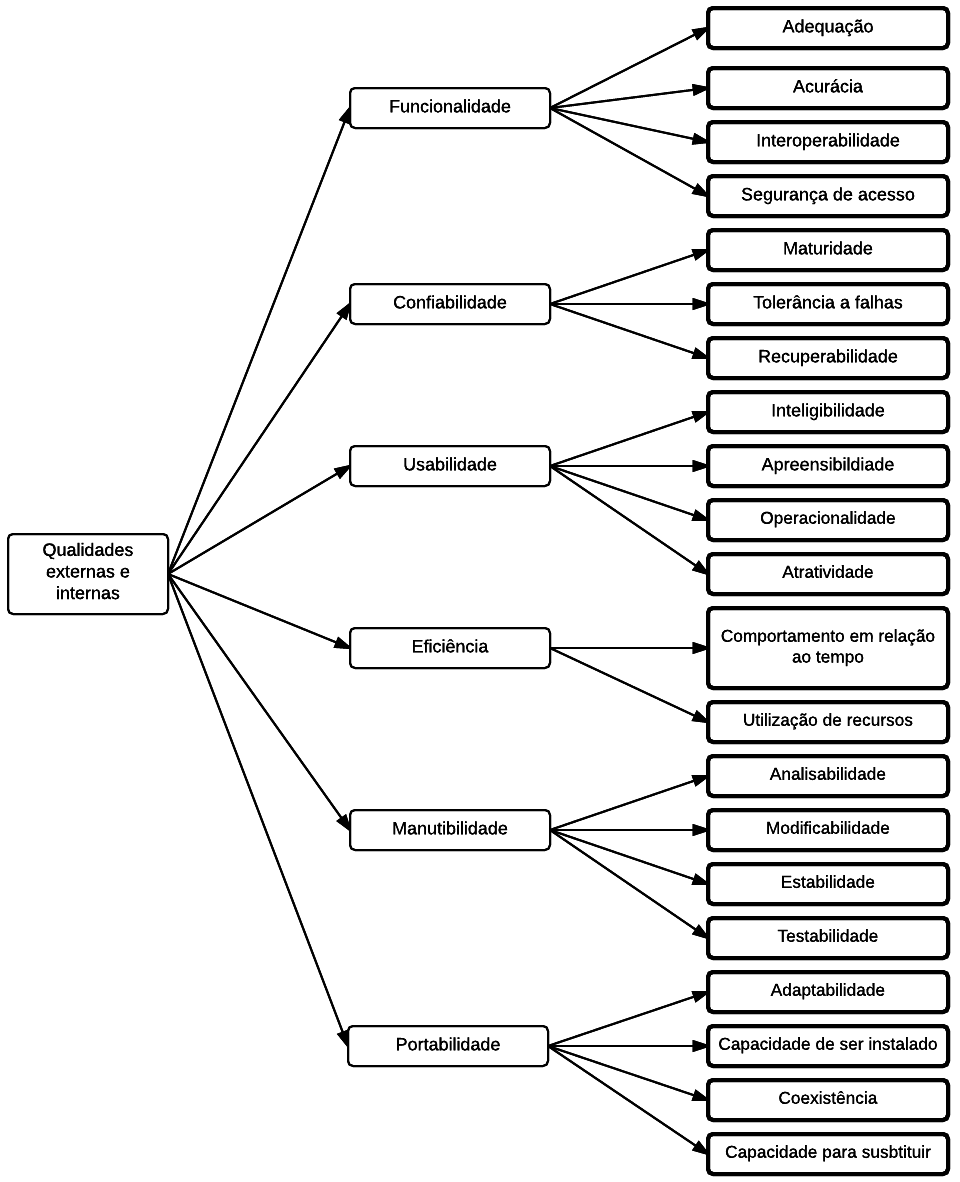 Qualidades
externas e
internas
Funcionalidade
Adequação
Acurácia
Interoperabilidade
Segurança de acesso
Confiabilidade
Maturidade
Tolerância a falhas
Recuperabilidade
Usabilidade
Inteligibilidade
Apreensibildiade
Operacionalidade
Atratividade
Eficiência
Comportamento em relação
ao tempo
Utilização de recursos
Manutibilidade
Analisabilidade
Modificabilidade
Estabilidade
Testabilidade
Portabilidade
Adaptabilidade
Capacidade de ser instalado
Coexistência
Capacidade para susbtituir